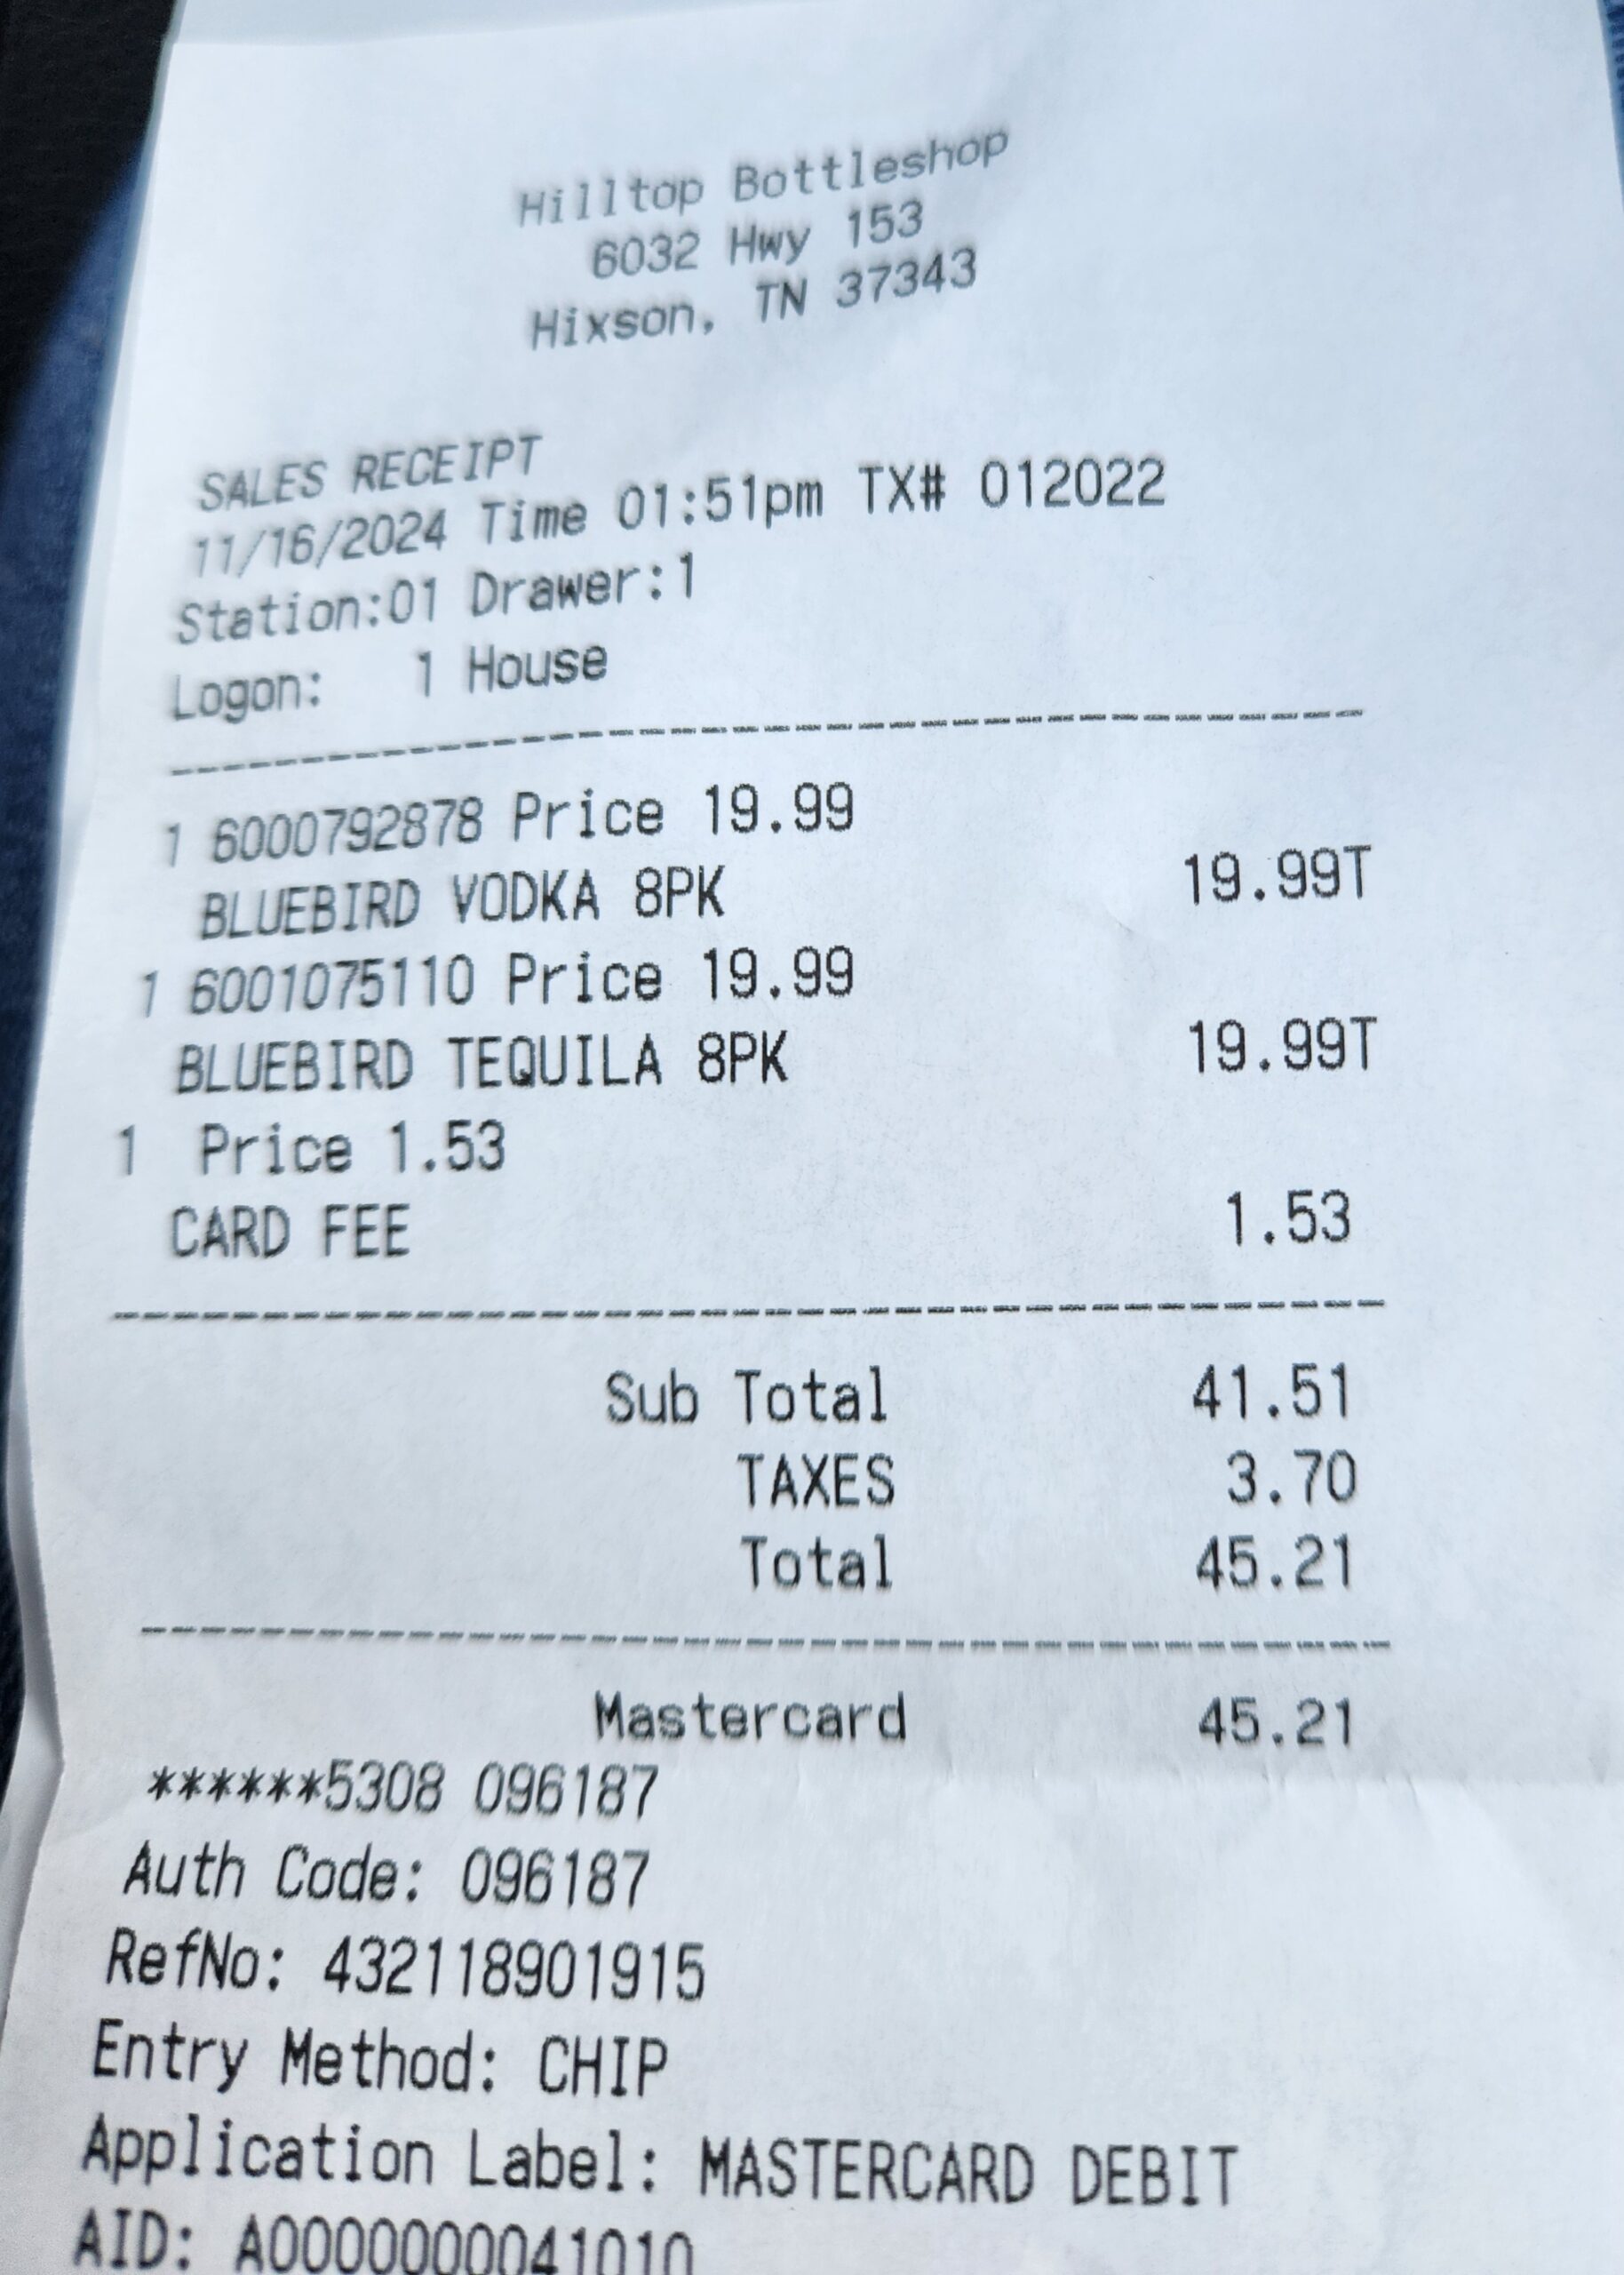 Hilltop Bottleshop
6032 Hwy 153
Hixson, TN 37343
SALES RECEIPT
11/16/2024 Time 01:51pm TX# 012022
Station:01 Drawer:1
Logon: 1 House
1 6000792878 Price 19.99
BLUEBIRD VODKA 8PK 19.99T
1 6001075110 Price 19.99
BLUEBIRD TEQUILA 8PK 19.99T
1 Price 1.53
CARD FEE 1.53
Sub Total 41.51
TAXES 3.70
Total 45.21
Mastercard 45.21
******5308 096187
Auth Code: 096187
RefNo: 432118901915
Entry Method: CHIP
Application Label: MASTERCARD DEBIT
AID: A0000000041010